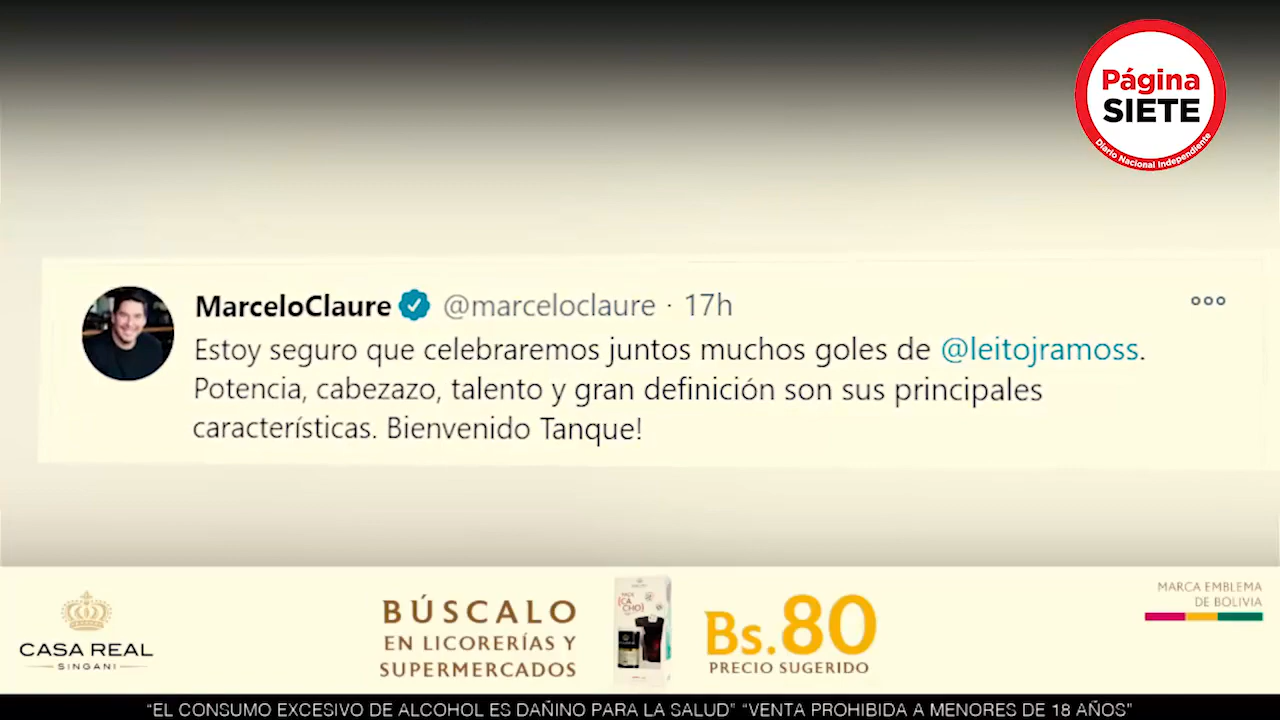 Página
SIETE
Diario Nacional Independiente
MarceloClaure @marceloclaure · 17h
Estoy seguro que celebraremos juntos muchos goles de @leitojramoss.
Potencia, cabezazo, talento y gran definición son sus principales
características. Bienvenido Tanque!
CASA REAL
SINGANI
BÚSCALO
EN LICORERÍAS Y
SUPERMERCADOS
CA
CHO
Bs.80
PRECIO SUGERIDO
MARCA EMBLEMA
DE BOLIVIA
“EL CONSUMO EXCESIVO DE ALCOHOL ES DAÑINO PARA LA SALUD” “VENTA PROHIBIDA A MENORES DE 18 AÑOS”